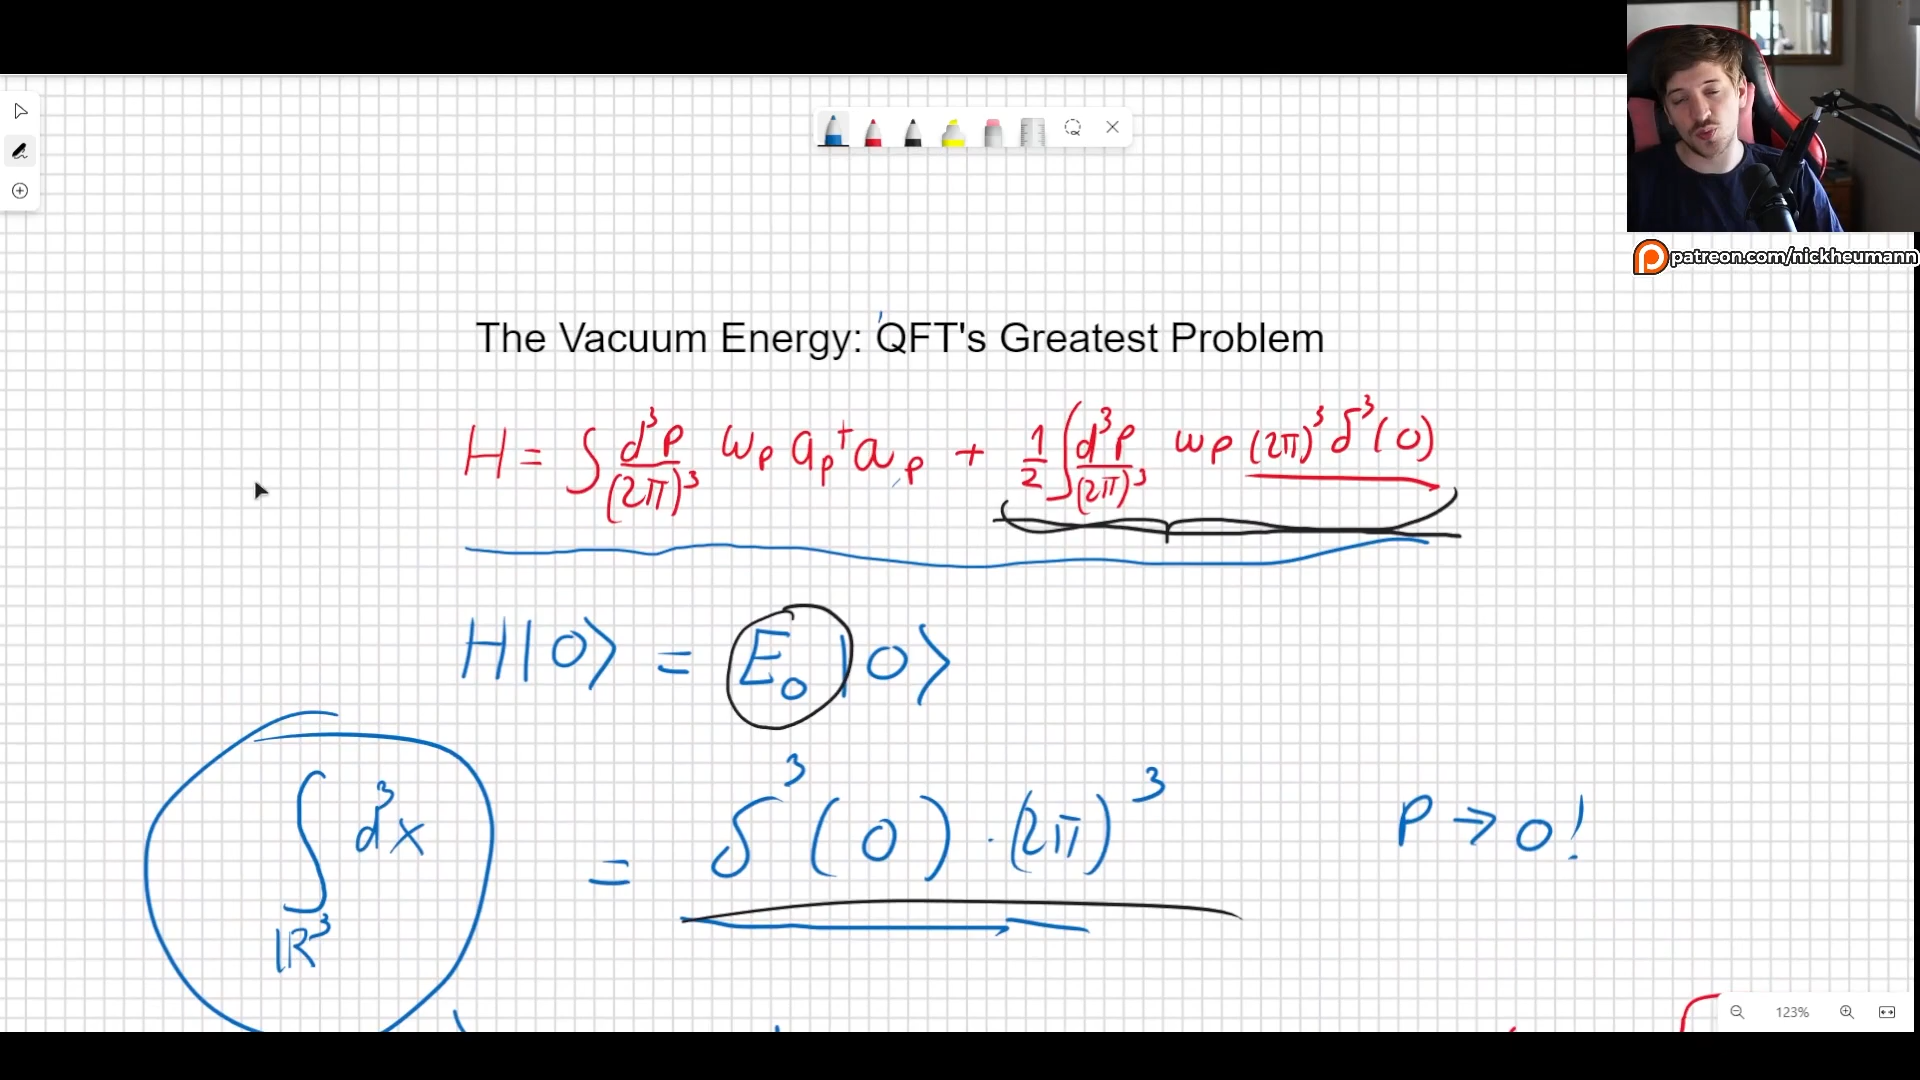 patreon.com/nickheumann
The Vacuum Energy: QFT's Greatest Problem
H = ∫ d³p/(2π)³ ωₚ aₚ†aₚ + 1/2 ∫ d³p/(2π)³ ωₚ (2π)³ δ³(0)
H|0⟩ = E₀|0⟩
∫ℝ³ d³x = δ³(0) · (2π)³ p → 0!
123%